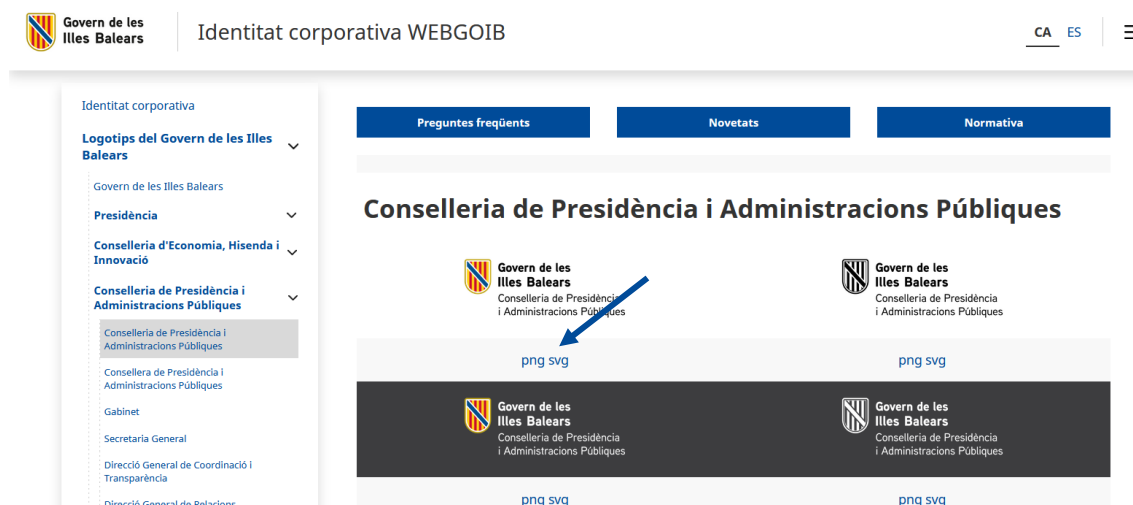 Govern de les
Illes Balears
Identitat corporativa WEBGOIB
CA ES
Identitat corporativa
Logotips del Govern de les Illes
Balears
Govern de les Illes Balears
Presidència
Conselleria d'Economia, Hisenda i
Innovació
Conselleria de Presidència i
Administracions Públiques
Conselleria de Presidència i
Administracions Públiques
Consellera de Presidència i
Administracions Públiques
Gabinet
Secretaria General
Direcció General de Coordinació i
Transparència
Direcció General de Relacions
Preguntes freqüents
Novetats
Normativa
Conselleria de Presidència i Administracions Públiques
Govern de les
Illes Balears
Conselleria de Presidència
i Administracions Públiques
Govern de les
Illes Balears
Conselleria de Presidència
i Administracions Públiques
png svg
png svg
Govern de les
Illes Balears
Conselleria de Presidència
i Administracions Públiques
Govern de les
Illes Balears
Conselleria de Presidència
i Administracions Públiques
png svg
png svg